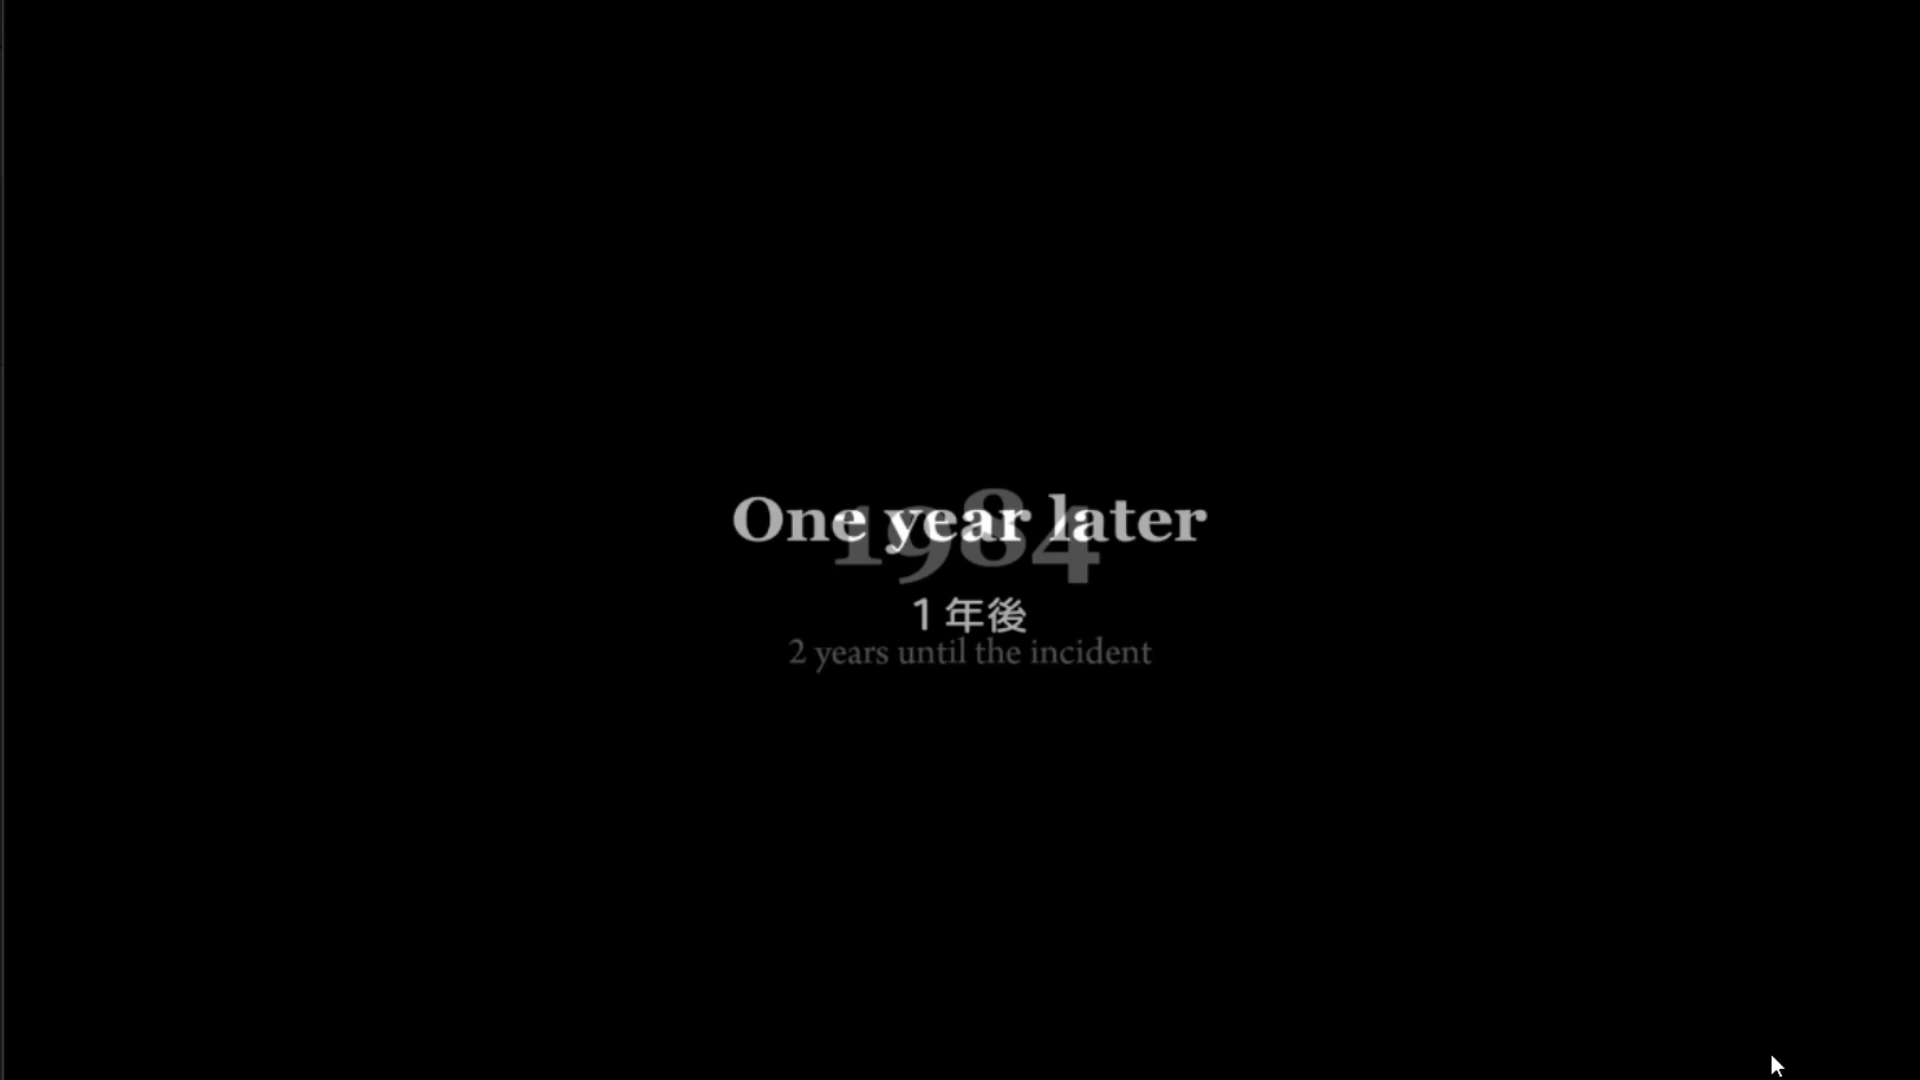 One year later
1984
1年後
2 years until the incident